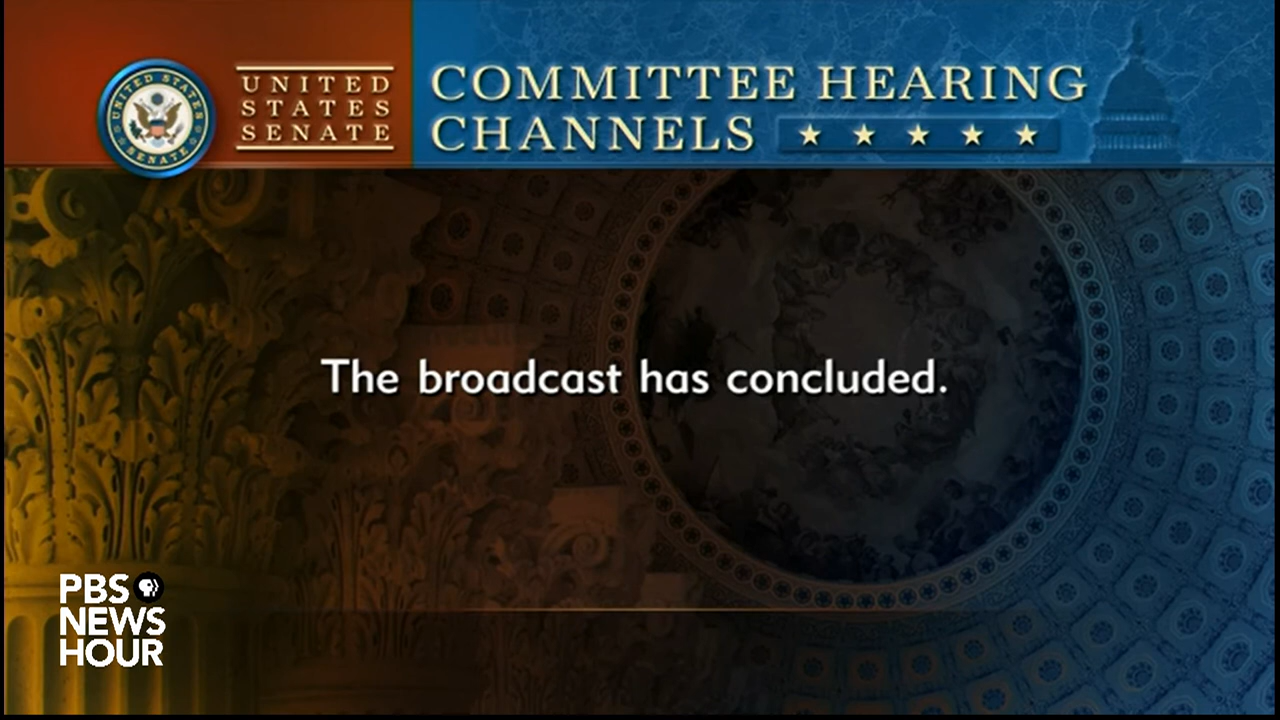 UNITED STATES
SENATE
UNITED
STATES
SENATE
COMMITTEE HEARING
CHANNELS
The broadcast has concluded.
PBS
NEWS
HOUR